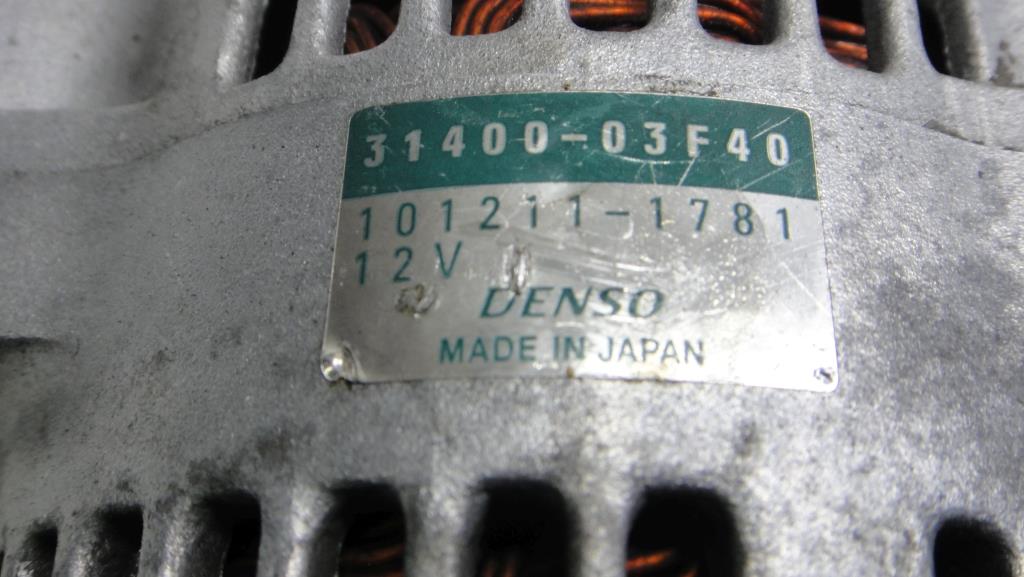 31400-03F40
101211-1781
12V
DENSO
MADE IN JAPAN